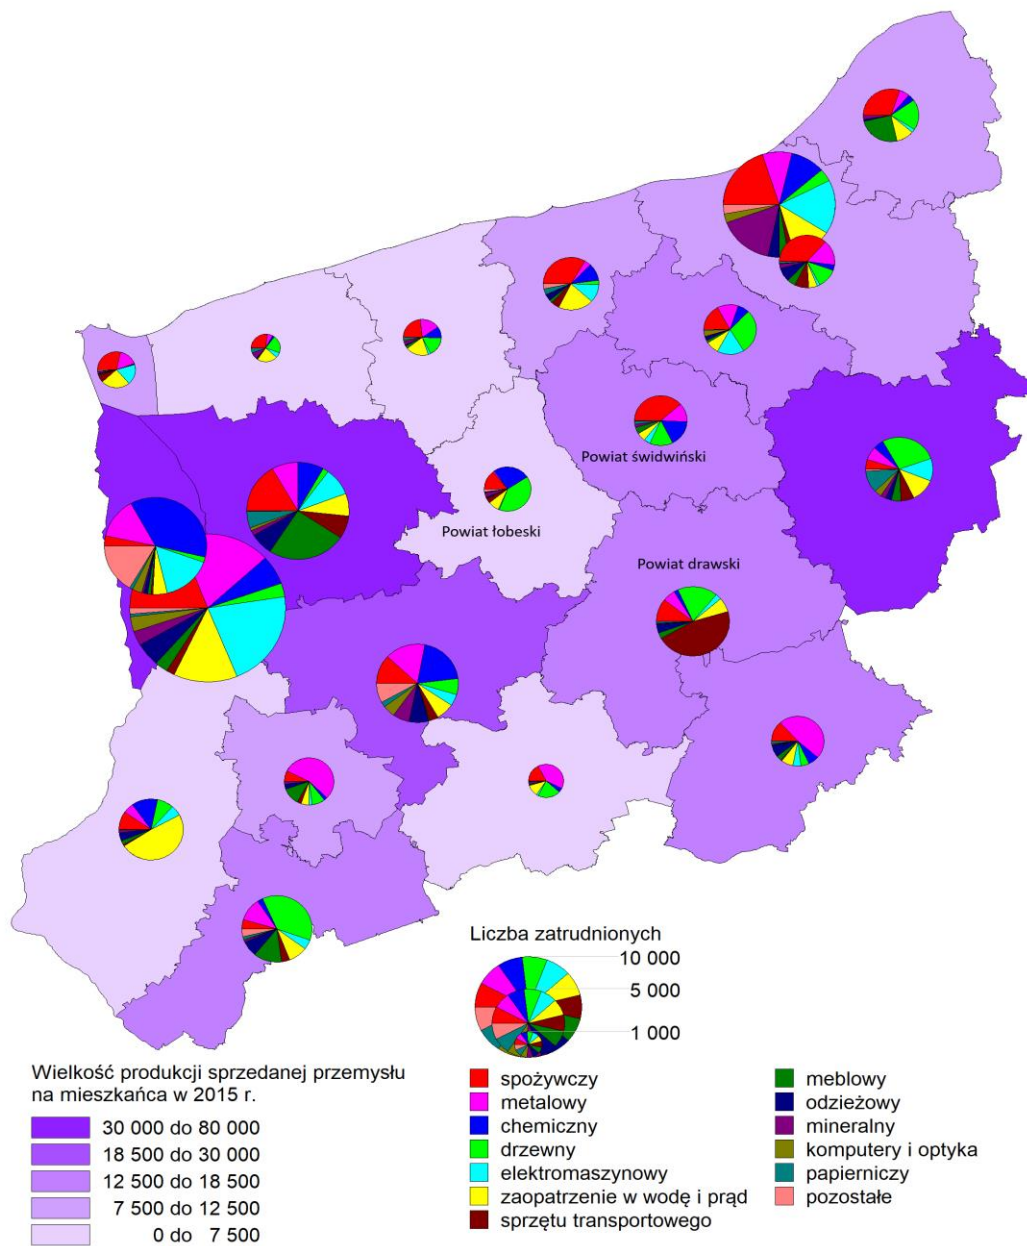 Powiat świdwiński
Powiat łobeski
Powiat drawski
Liczba zatrudnionych
10 000
5 000
1 000
Wielkość produkcji sprzedanej przemysłu
na mieszkańca w 2015 r.
30 000 do 80 000
18 500 do 30 000
12 500 do 18 500
7 500 do 12 500
0 do 7 500
spożywczy
metalowy
chemiczny
drzewny
elektromaszynowy
zaopatrzenie w wodę i prąd
sprzętu transportowego
meblowy
odzieżowy
mineralny
komputery i optyka
papierniczy
pozostałe